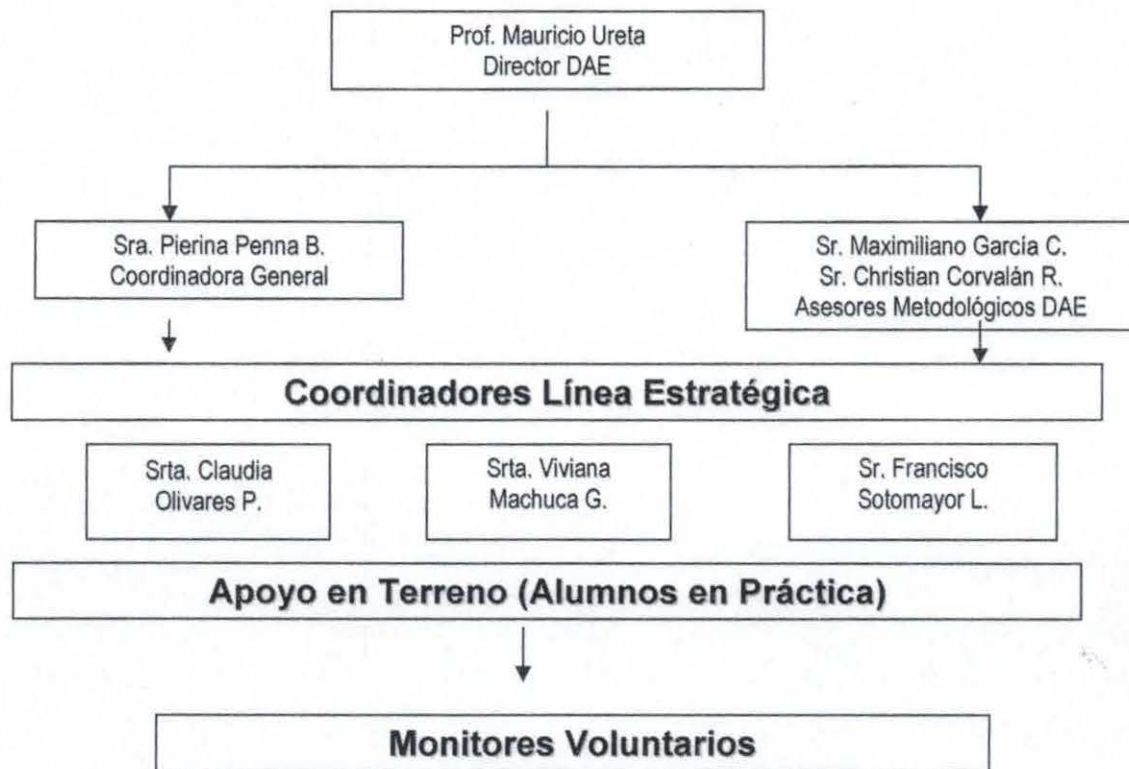 Prof. Mauricio Ureta
Director DAE
Sra. Pierina Penna B.
Coordinadora General
Sr. Maximiliano García C.
Sr. Christian Corvalán R.
Asesores Metodológicos DAE
Coordinadores Línea Estratégica
Srta. Claudia
Olivares P.
Srta. Viviana
Machuca G.
Sr. Francisco
Sotomayor L.
Apoyo en Terreno (Alumnos en Práctica)
Monitores Voluntarios